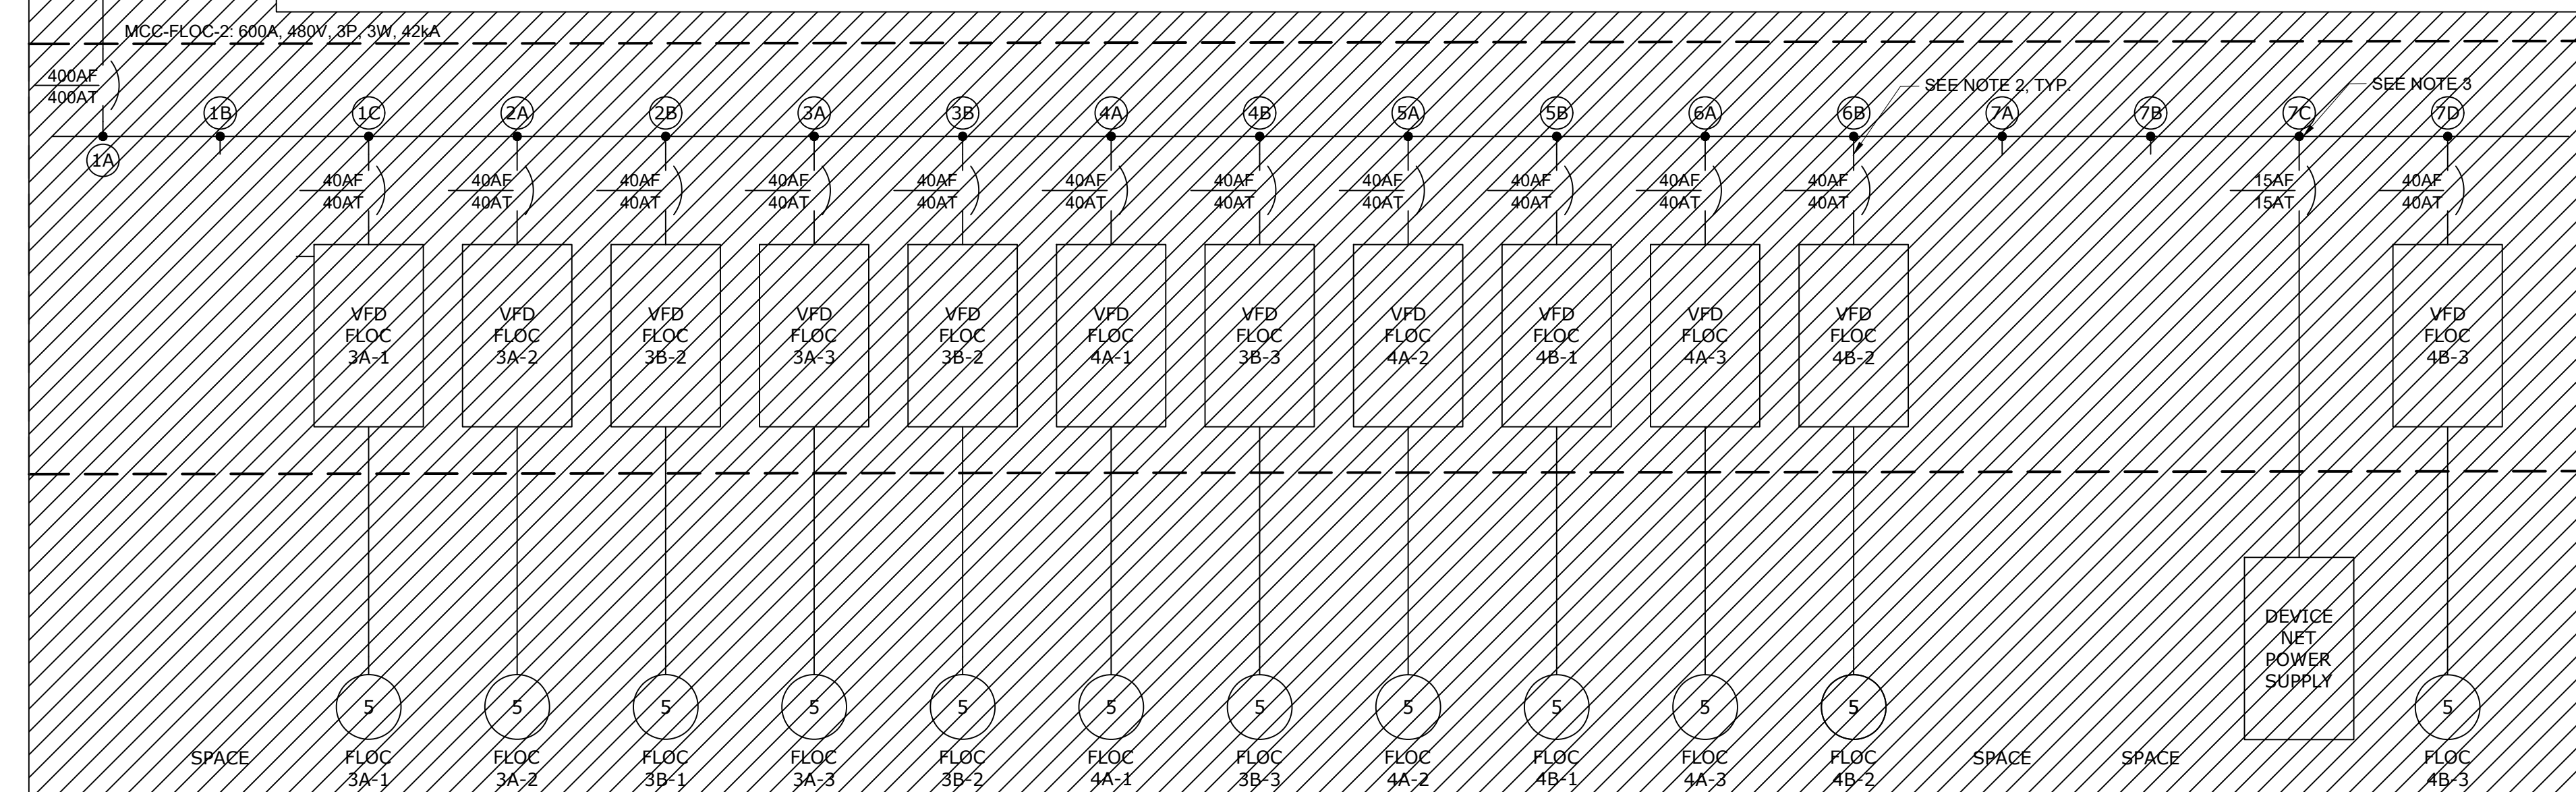 MCC-FLOC-2: 600A, 480V, 3P, 3W, 42kA
400AF
400AT
SEE NOTE 2, TYP.
SEE NOTE 3
1A
1B
1C
2A
2B
3A
3B
4A
4B
5A
5B
6A
6B
7A
7B
7C
7D
40AF
40AT
40AF
40AT
40AF
40AT
40AF
40AT
40AF
40AT
40AF
40AT
40AF
40AT
40AF
40AT
40AF
40AT
40AF
40AT
40AF
40AT
15AF
15AT
40AF
40AT
VFD
FLOC
3A-1
VFD
FLOC
3A-2
VFD
FLOC
3B-2
VFD
FLOC
3A-3
VFD
FLOC
3B-2
VFD
FLOC
4A-1
VFD
FLOC
3B-3
VFD
FLOC
4A-2
VFD
FLOC
4B-1
VFD
FLOC
4A-3
VFD
FLOC
4B-2
VFD
FLOC
4B-3
DEVICE
NET
POWER
SUPPLY
5
5
5
5
5
5
5
5
5
5
5
5
SPACE
FLOC
3A-1
FLOC
3A-2
FLOC
3B-1
FLOC
3A-3
FLOC
3B-2
FLOC
4A-1
FLOC
3B-3
FLOC
4A-2
FLOC
4B-1
FLOC
4A-3
FLOC
4B-2
SPACE
SPACE
FLOC
4B-3